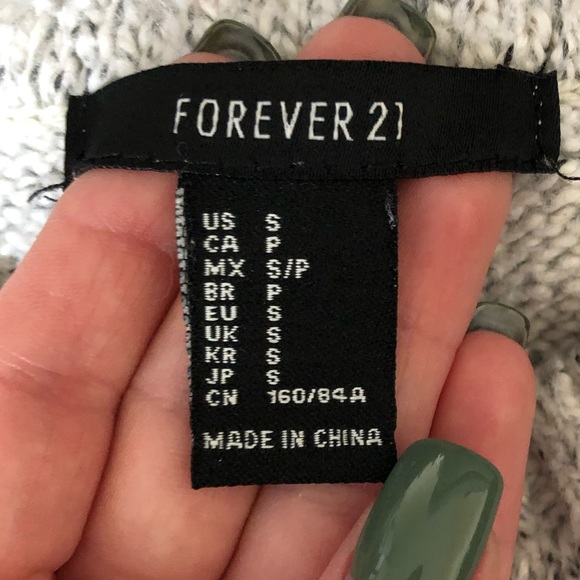 FOREVER 21
US S
CA P
MX S/P
BR P
EU S
UK S
KR S
JP S
CN 160/84A
MADE IN CHINA